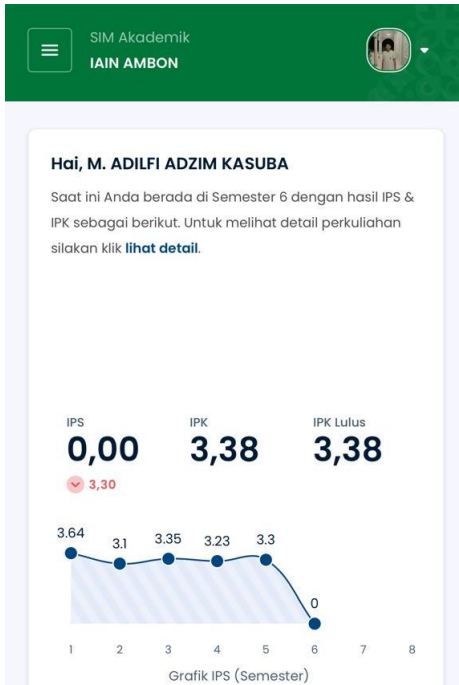 SIM Akademik
IAIN AMBON
Hai, M. ADILFI ADZIM KASUBA
Saat ini Anda berada di Semester 6 dengan hasil IPS &
IPK sebagai berikut. Untuk melihat detail perkuliahan
silakan klik lihat detail.
IPS IPK IPK Lulus
0,00 3,38 3,38
3,30
3.64 3.1 3.35 3.23 3.3 0
1 2 3 4 5 6 7 8
Grafik IPS (Semester)